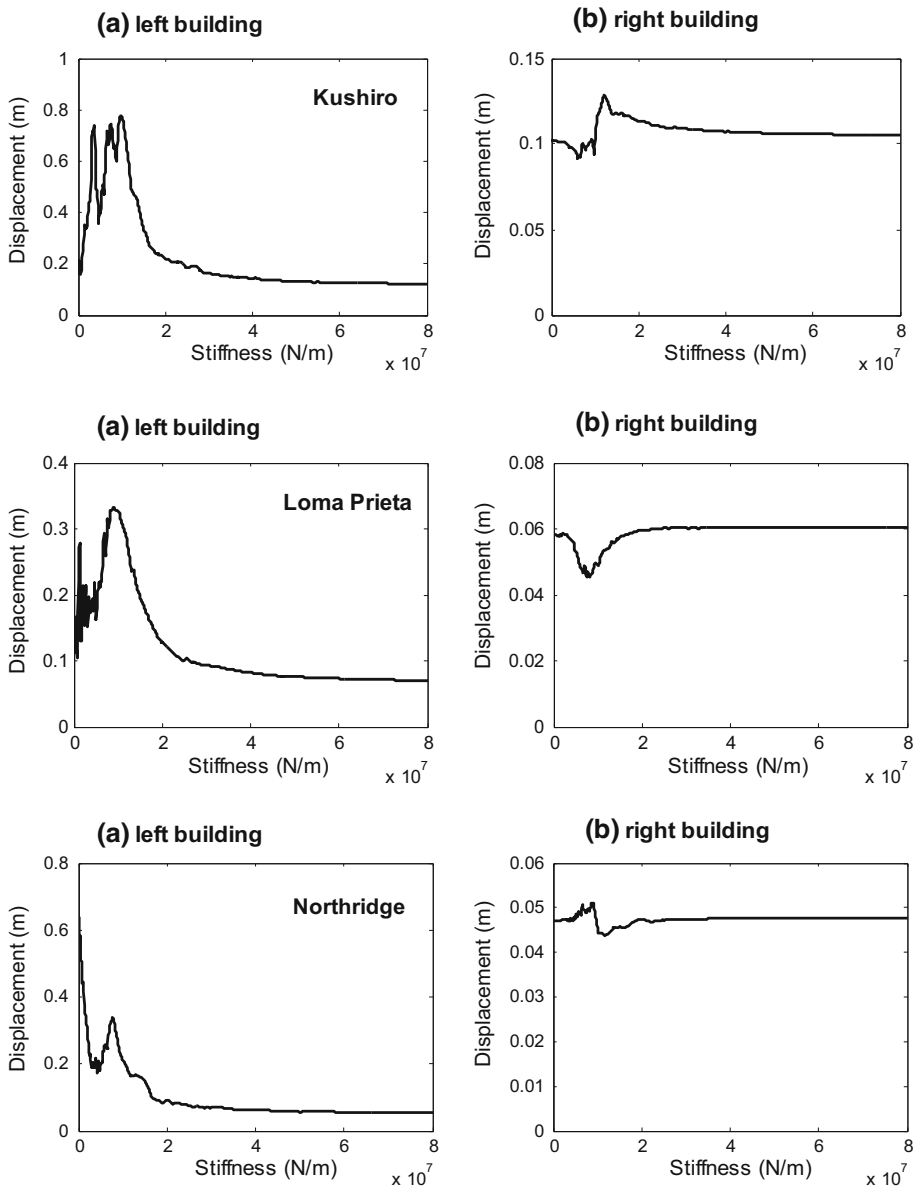 (a) left building
Displacement (m)
1
0.8
0.6
0.4
0.2
0
Kushiro
0 2 4 6 8
Stiffness (N/m)
x 10^7
(b) right building
Displacement (m)
0.15
0.1
0.05
0
0 2 4 6 8
Stiffness (N/m)
x 10^7
(a) left building
Displacement (m)
0.4
0.3
0.2
0.1
0
Loma Prieta
0 2 4 6 8
Stiffness (N/m)
x 10^7
(b) right building
Displacement (m)
0.08
0.06
0.04
0.02
0
0 2 4 6 8
Stiffness (N/m)
x 10^7
(a) left building
Displacement (m)
0.8
0.6
0.4
0.2
0
Northridge
0 2 4 6 8
Stiffness (N/m)
x 10^7
(b) right building
Displacement (m)
0.06
0.05
0.04
0.03
0.02
0.01
0
0 2 4 6 8
Stiffness (N/m)
x 10^7